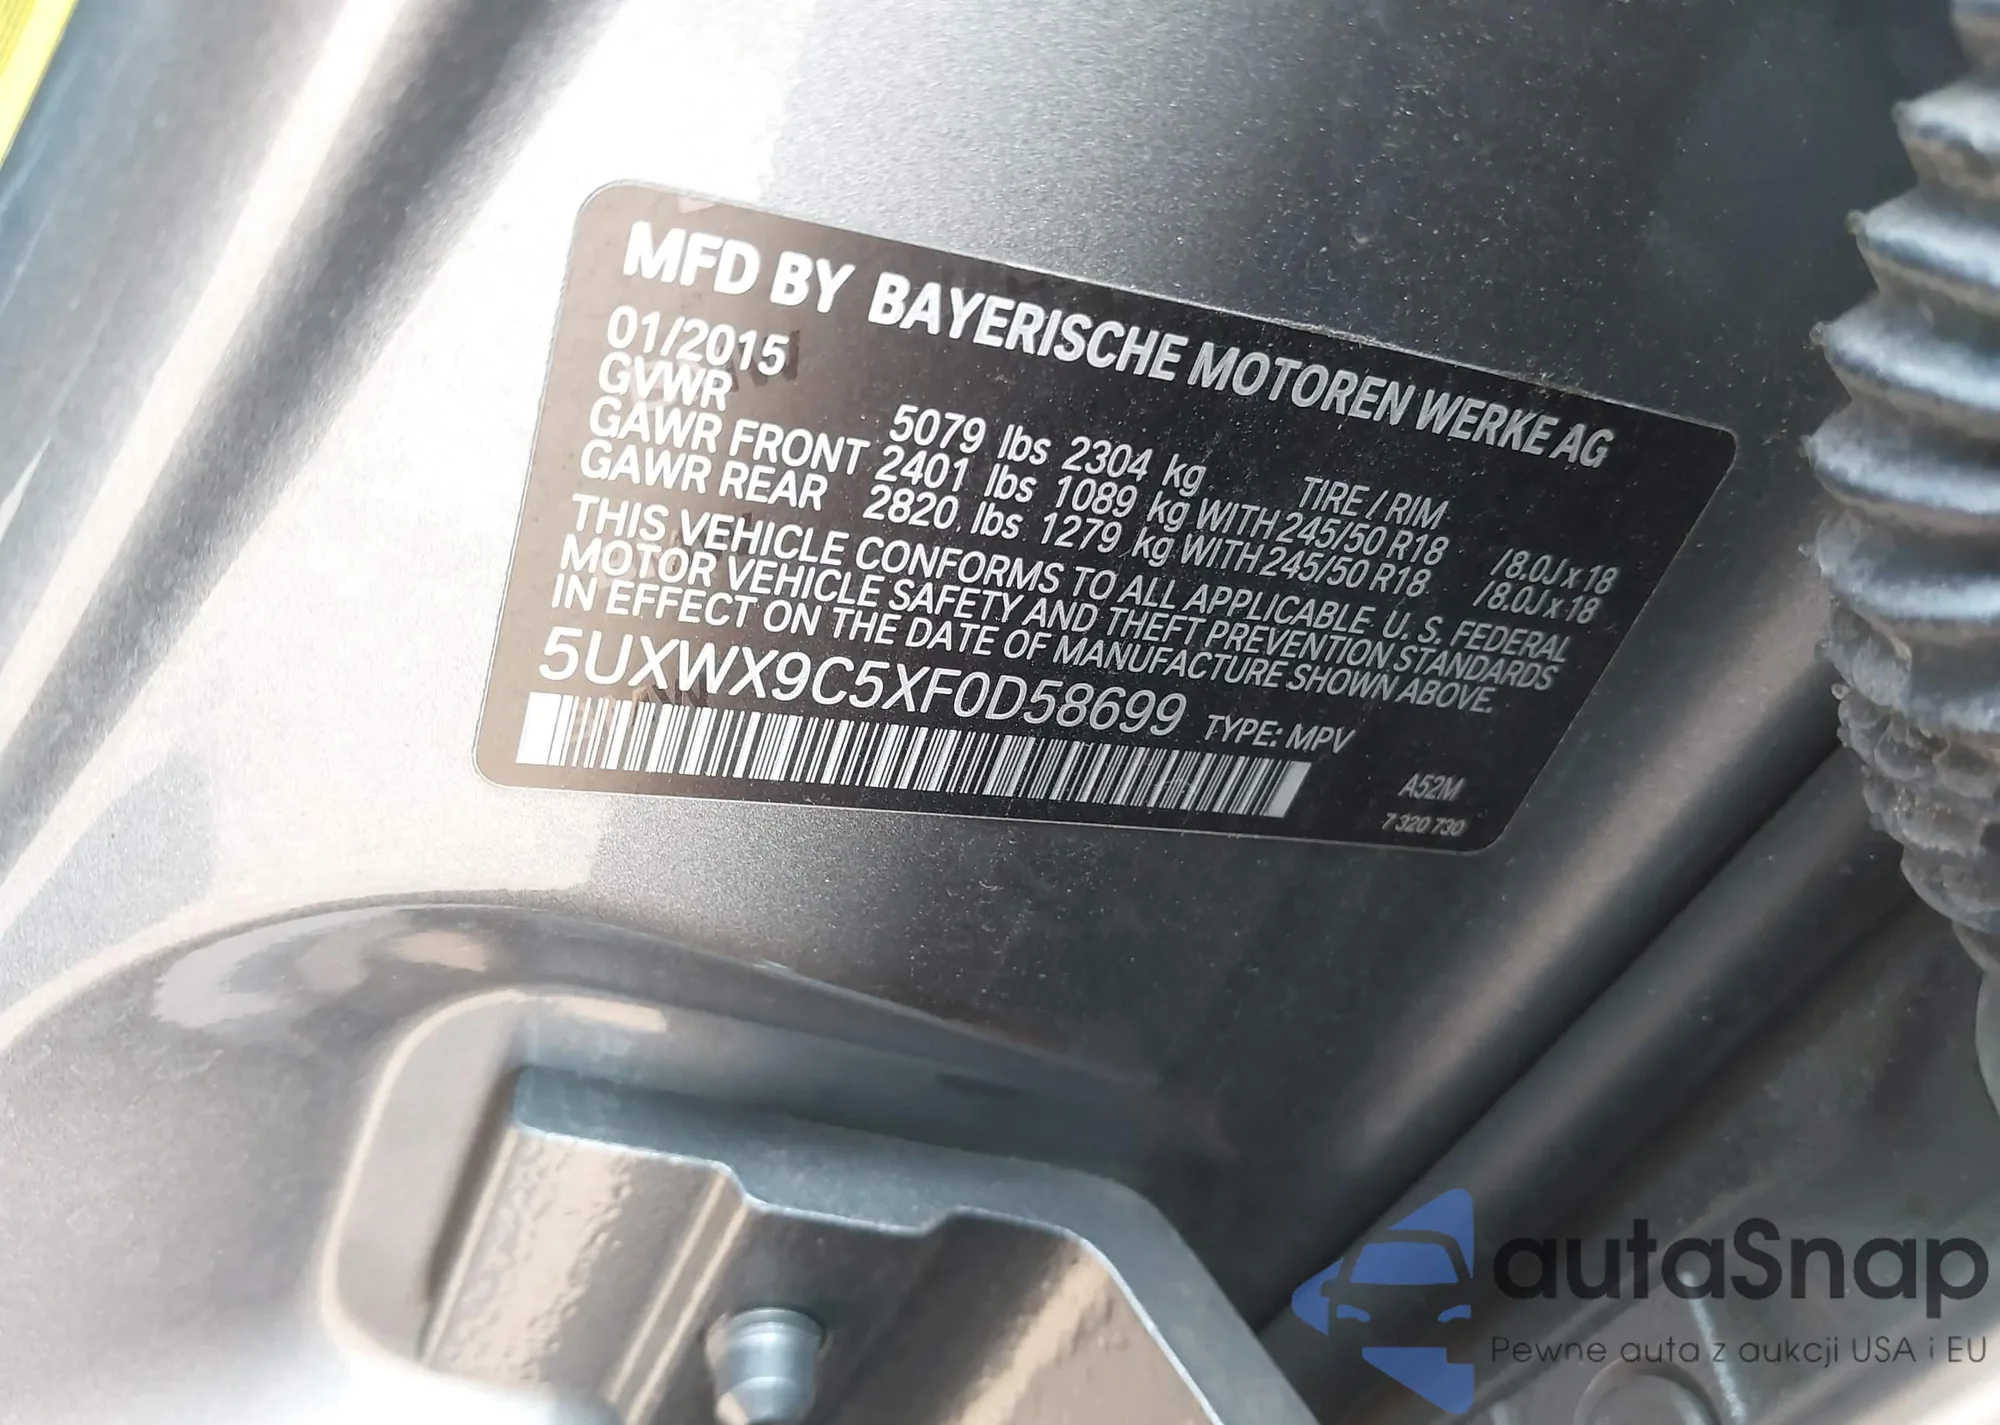 MFD BY BAYERISCHE MOTOREN WERKE AG
01/2015
GVWR 5079 lbs 2304 kg TIRE / RIM
GAWR FRONT 2401 lbs 1089 kg WITH 245/50 R18 /8.0J x 18
GAWR REAR 2820 lbs 1279 kg WITH 245/50 R18 /8.0J x 18
THIS VEHICLE CONFORMS TO ALL APPLICABLE U. S. FEDERAL
MOTOR VEHICLE SAFETY AND THEFT PREVENTION STANDARDS
IN EFFECT ON THE DATE OF MANUFACTURE SHOWN ABOVE.
5UXWX9C5XF0D58699 TYPE: MPV
A52M
7 320 730
autaSnap
Pewne auta z aukcji USA i EU